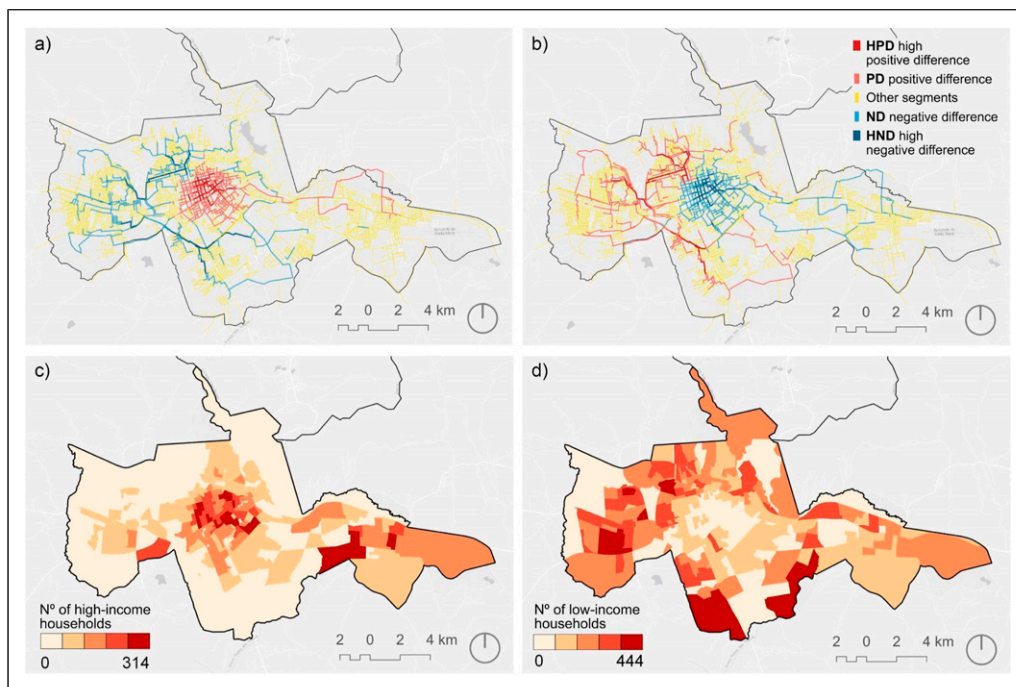 a)
b)
HPD high
positive difference
PD positive difference
Other segments
ND negative difference
HND high
negative difference
2 0 2 4 km
2 0 2 4 km
c)
d)
Nº of high-income
households
0 314
2 0 2 4 km
Nº of low-income
households
0 444
2 0 2 4 km